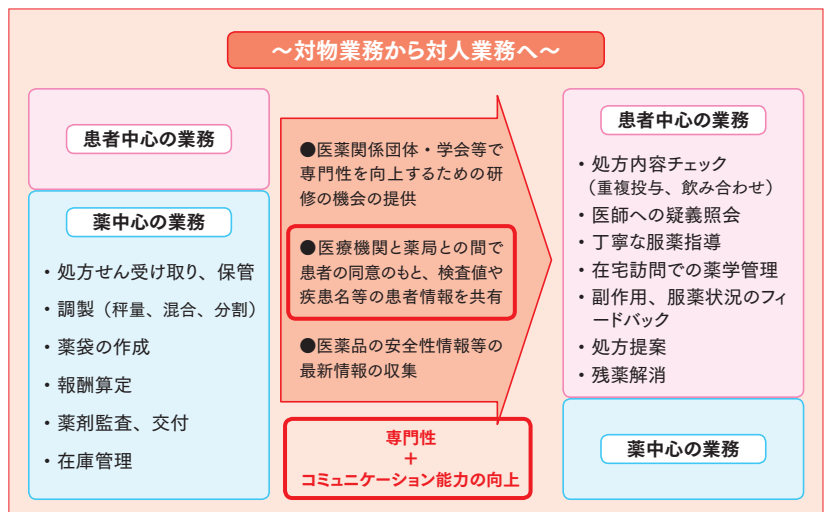 ～対物業務から対人業務へ～
患者中心の業務
薬中心の業務
・処方せん受け取り、保管
・調製（秤量、混合、分割）
・薬袋の作成
・報酬算定
・薬剤監査、交付
・在庫管理
●医薬関係団体・学会等で
専門性を向上するための研
修の機会の提供
●医療機関と薬局との間で
患者の同意のもと、検査値や
疾患名等の患者情報を共有
●医薬品の安全性情報等の
最新情報の収集
専門性
＋
コミュニケーション能力の向上
患者中心の業務
・処方内容チェック
（重複投与、飲み合わせ）
・医師への疑義照会
・丁寧な服薬指導
・在宅訪問での薬学管理
・副作用、服薬状況のフィ
ードバック
・処方提案
・残薬解消
薬中心の業務